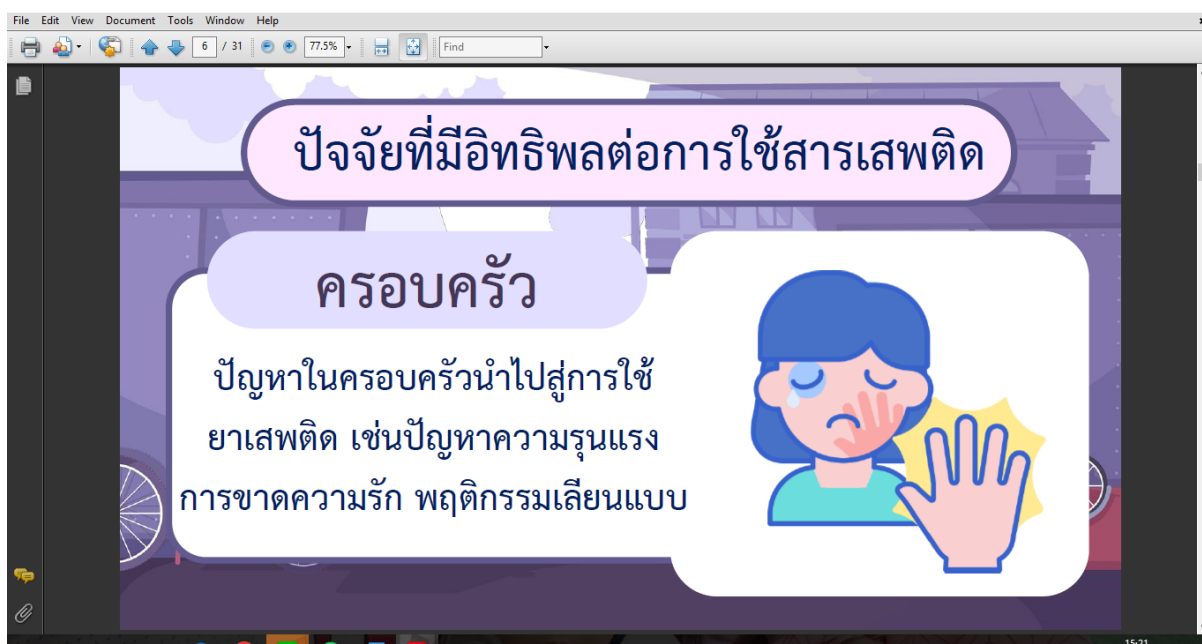 File Edit View Document Tools Window Help
6 / 31 77.5% Find
ปัจจัยที่มีอิทธิพลต่อการใช้สารเสพติด
ครอบครัว
ปัญหาในครอบครัวนำไปสู่การใช้
ยาเสพติด เช่นปัญหาความรุนแรง
การขาดความรัก พฤติกรรมเลียนแบบ
15:21